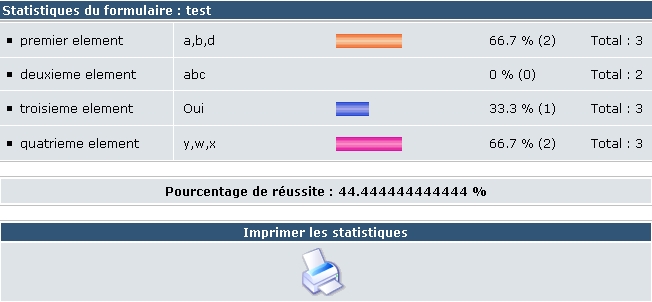 Statistiques du formulaire : test
premier element a,b,d 66.7 % (2) Total : 3
deuxieme element abc 0 % (0) Total : 2
troisieme element Oui 33.3 % (1) Total : 3
quatrieme element y,w,x 66.7 % (2) Total : 3
Pourcentage de réussite : 44.444444444444 %
Imprimer les statistiques